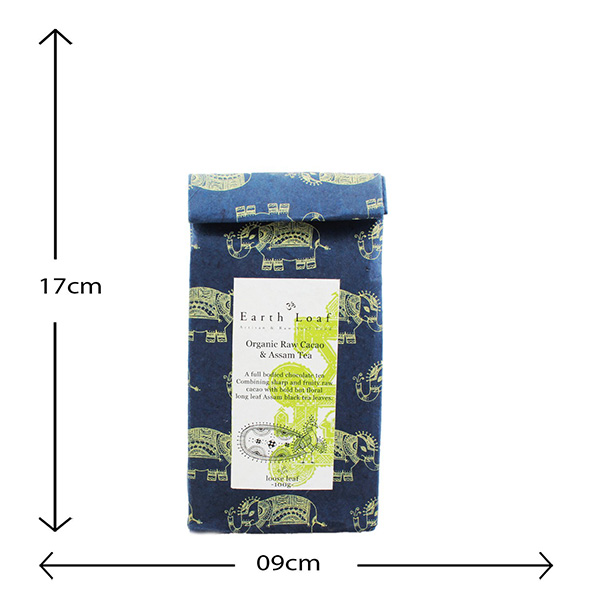 17cm
Earth Loaf
Organic Raw Cacao
& Assam Tea
A full bodied chocolate tea
Combining sharp and fruity raw
cacao with bold hot floral
long leaf Assam black tea leaves.
loose leaf
-100g-
09cm